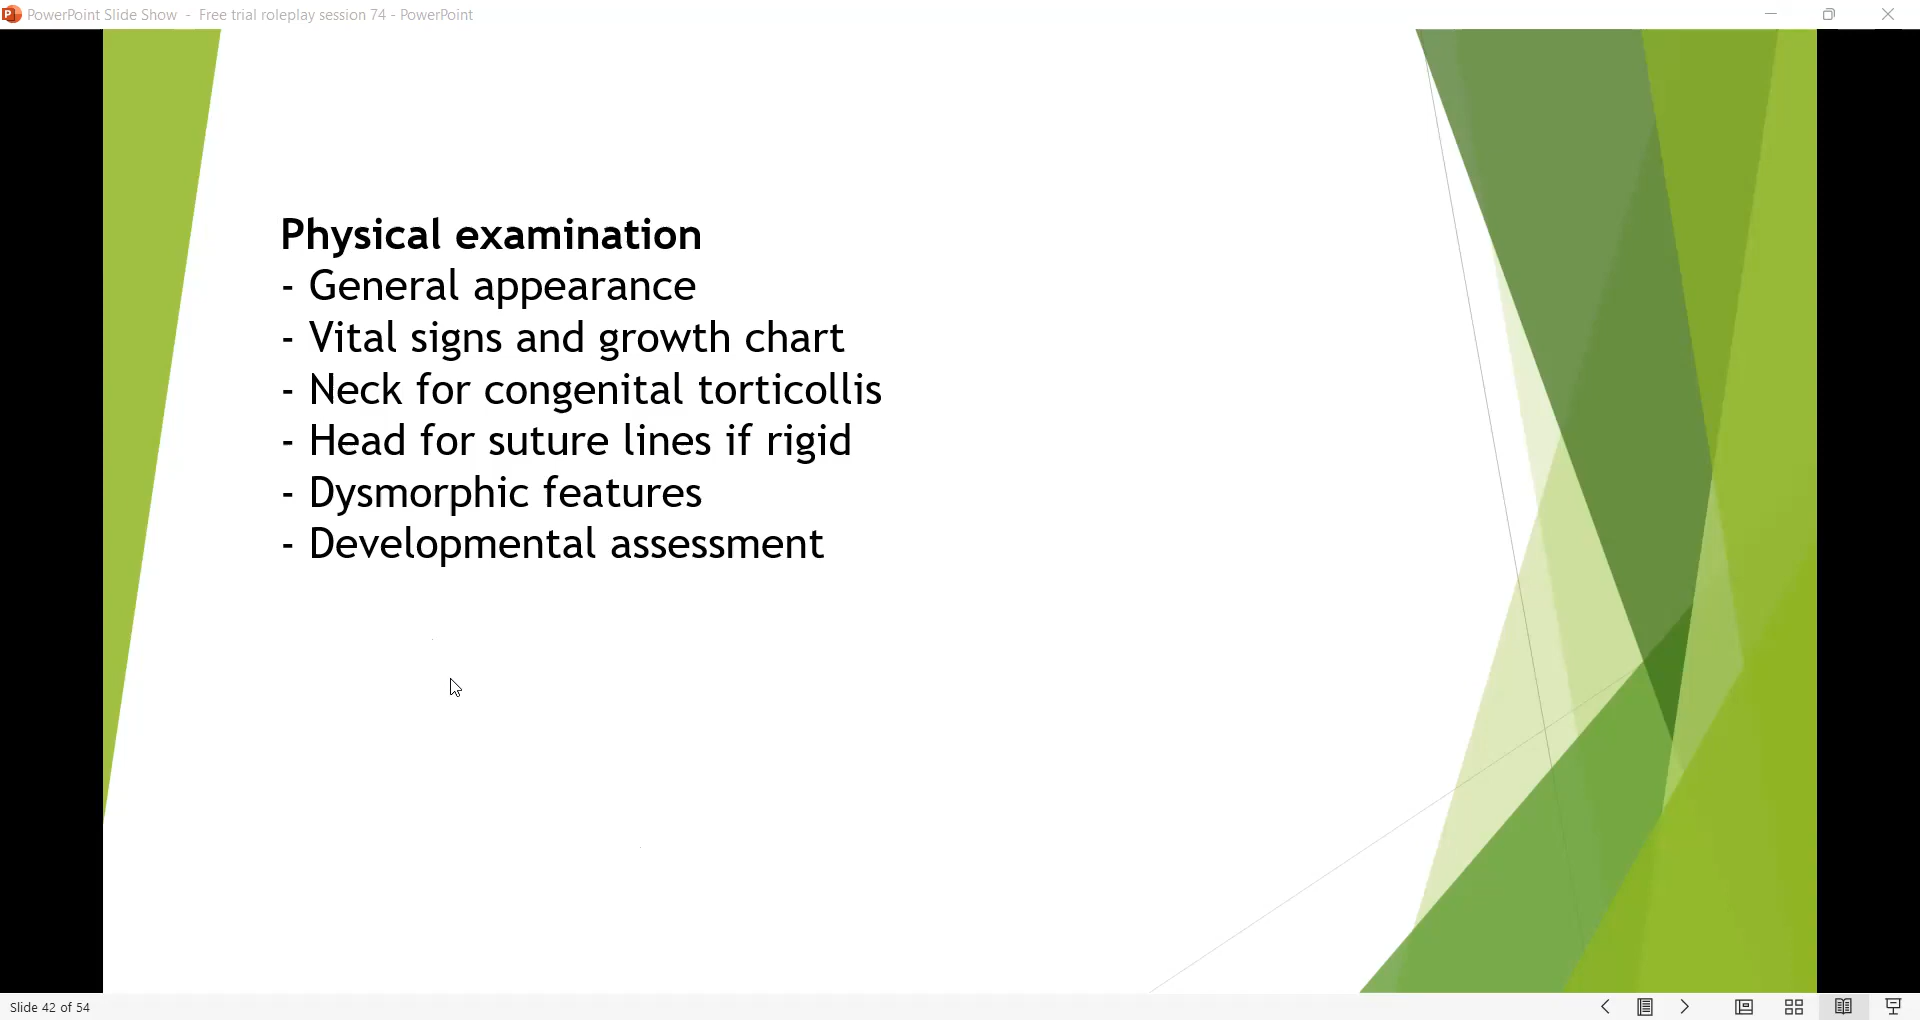 PowerPoint Slide Show - Free trial roleplay session 74 - PowerPoint
Physical examination
- General appearance
- Vital signs and growth chart
- Neck for congenital torticollis
- Head for suture lines if rigid
- Dysmorphic features
- Developmental assessment
Slide 42 of 54